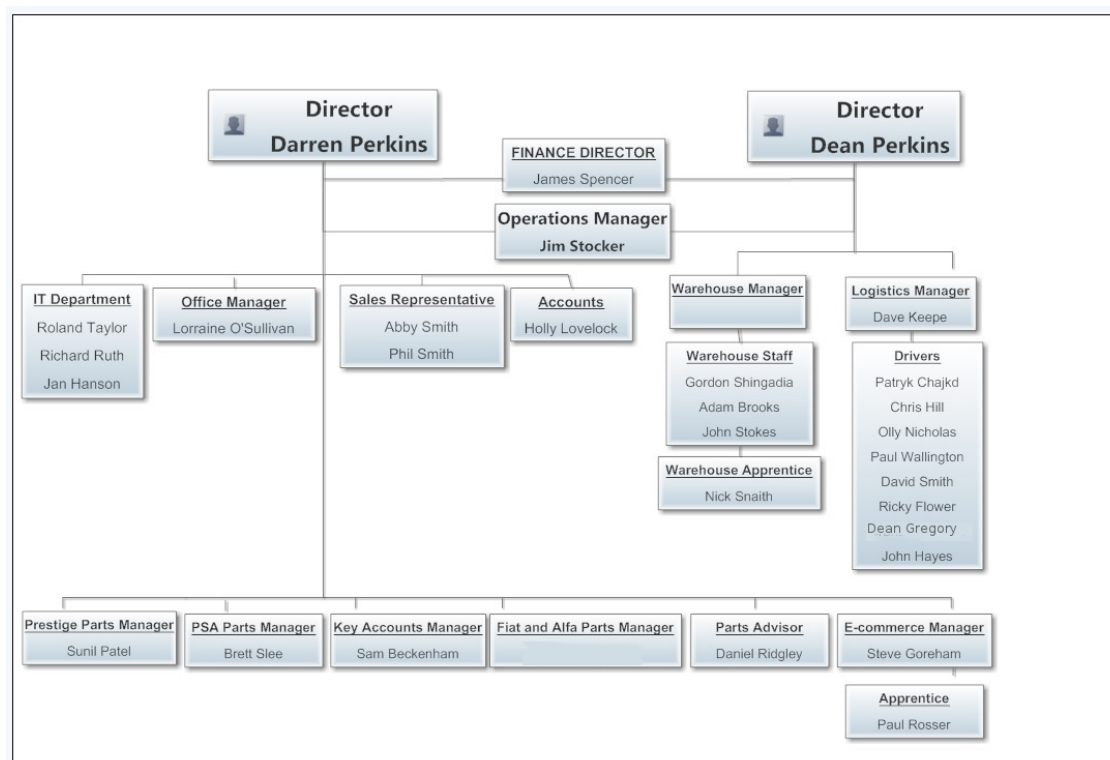 Director
Darren Perkins
Director
Dean Perkins
FINANCE DIRECTOR
James Spencer
Operations Manager
Jim Stocker
IT Department
Roland Taylor
Richard Ruth
Jan Hanson
Office Manager
Lorraine O'Sullivan
Sales Representative
Abby Smith
Phil Smith
Accounts
Holly Lovelock
Warehouse Manager
Logistics Manager
Dave Keepe
Warehouse Staff
Gordon Shingadia
Adam Brooks
John Stokes
Warehouse Apprentice
Nick Snaith
Drivers
Patryk Chajkd
Chris Hill
Olly Nicholas
Paul Wallington
David Smith
Ricky Flower
Dean Gregory
John Hayes
Prestige Parts Manager
Sunil Patel
PSA Parts Manager
Brett Slee
Key Accounts Manager
Sam Beckenham
Fiat and Alfa Parts Manager
Parts Advisor
Daniel Ridgley
E-commerce Manager
Steve Goreham
Apprentice
Paul Rosser